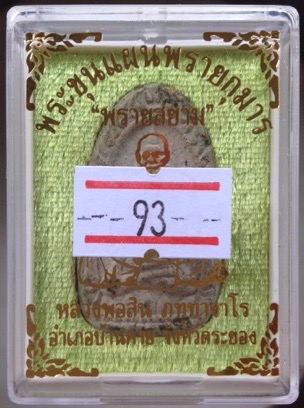 พระขุนแผนพรายกุมาร
"พรายสยาม"
93
หลวงพ่อสิน ภทฺทาจาโร
อำเภอบ้านค่าย จังหวัดระยอง